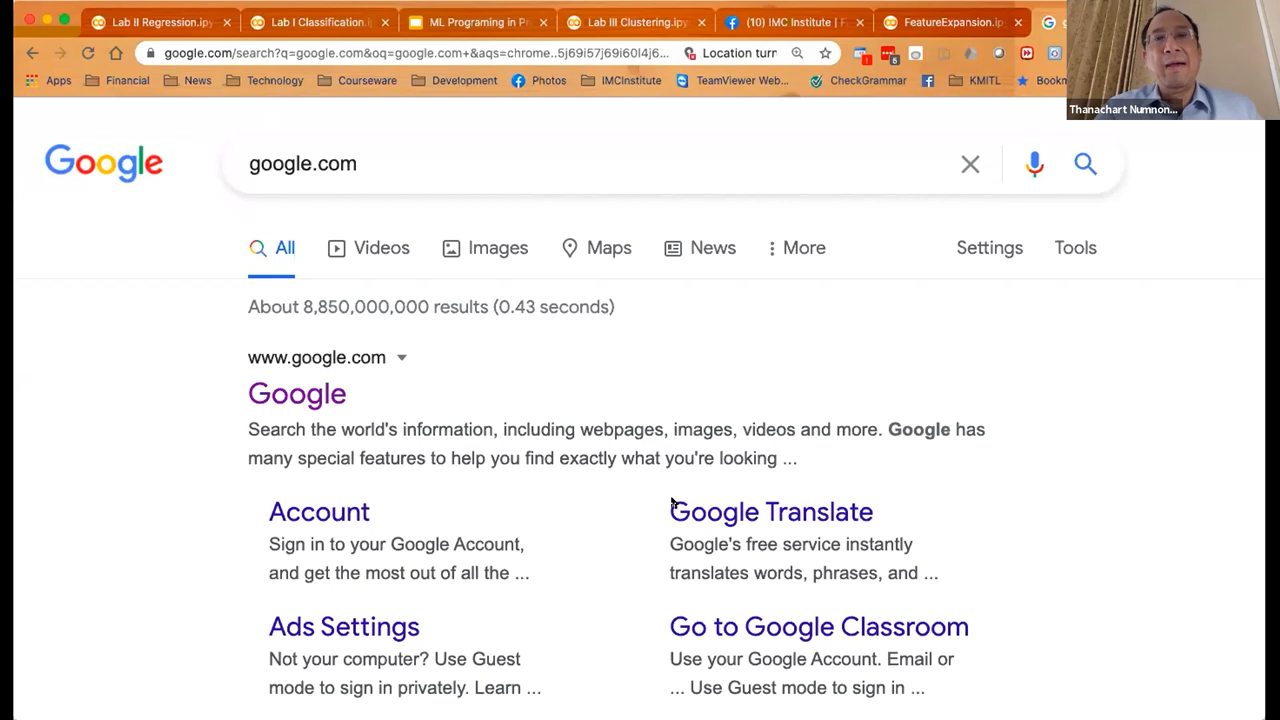 Lab II Regression.ipy
Lab I Classification.i
ML Programing in P
Lab III Clustering.ipy
(10) IMC Institute | F
FeatureExpansion.ip
google.com/search?q=google.com&oq=google.com+&aqs=chrome..5j69i57j69i60l4j6...
Location turn
Apps
Financial
News
Technology
Courseware
Development
Photos
IMCInstitute
TeamViewer Web...
CheckGrammar
KMITL
Bookm
Thanachart Numnon...
Google
google.com
All
Videos
Images
Maps
News
More
Settings
Tools
About 8,850,000,000 results (0.43 seconds)
www.google.com
Google
Search the world's information, including webpages, images, videos and more. Google has
many special features to help you find exactly what you're looking ...
Account
Sign in to your Google Account,
and get the most out of all the ...
Google Translate
Google's free service instantly
translates words, phrases, and ...
Ads Settings
Not your computer? Use Guest
mode to sign in privately. Learn ...
Go to Google Classroom
Use your Google Account. Email or
... Use Guest mode to sign in ...